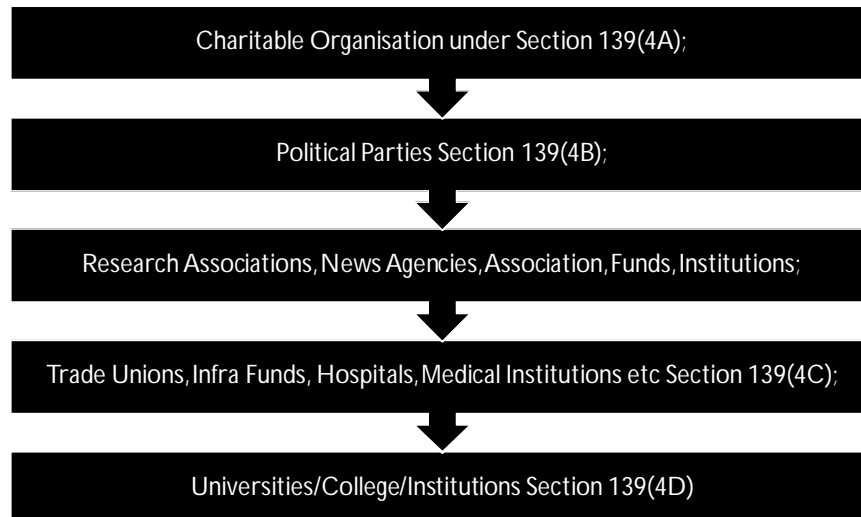 Charitable Organisation under Section 139(4A);
Political Parties Section 139(4B);
Research Associations, News Agencies, Association, Funds, Institutions;
Trade Unions, Infra Funds, Hospitals, Medical Institutions etc Section 139(4C);
Universities/College/Institutions Section 139(4D)